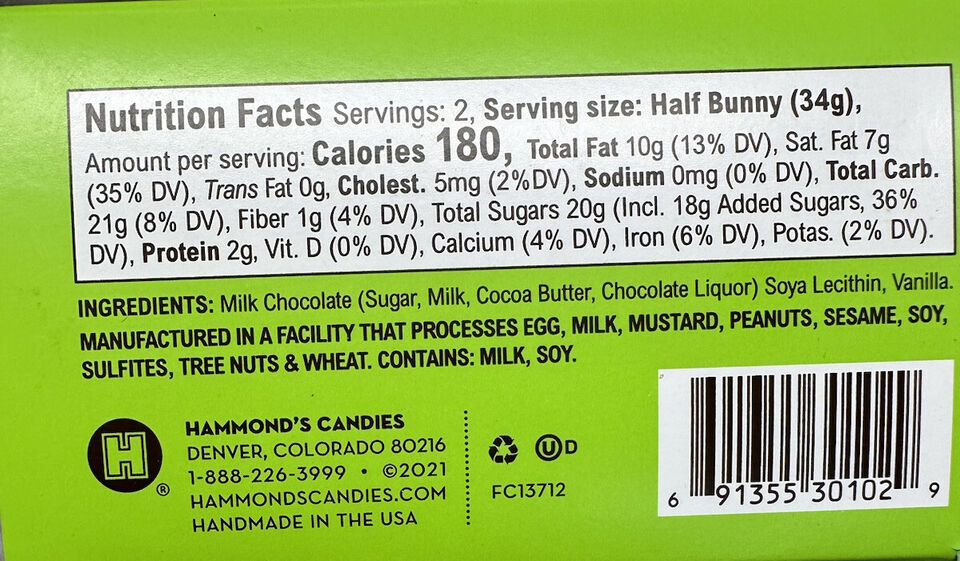 Nutrition Facts Servings: 2, Serving size: Half Bunny (34g),
Amount per serving: Calories 180, Total Fat 10g (13% DV), Sat. Fat 7g
(35% DV), Trans Fat 0g, Cholest. 5mg (2%DV), Sodium 0mg (0% DV), Total Carb.
21g (8% DV), Fiber 1g (4% DV), Total Sugars 20g (Incl. 18g Added Sugars, 36%
DV), Protein 2g, Vit. D (0% DV), Calcium (4% DV), Iron (6% DV), Potas. (2% DV).
INGREDIENTS: Milk Chocolate (Sugar, Milk, Cocoa Butter, Chocolate Liquor) Soya Lecithin, Vanilla.
MANUFACTURED IN A FACILITY THAT PROCESSES EGG, MILK, MUSTARD, PEANUTS, SESAME, SOY,
SULFITES, TREE NUTS & WHEAT. CONTAINS: MILK, SOY.
H ®
HAMMOND'S CANDIES
DENVER, COLORADO 80216
1-888-226-3999 • ©2021
HAMMONDSCANDIES.COM
HANDMADE IN THE USA
U D
FC13712
6 91355 30102 9